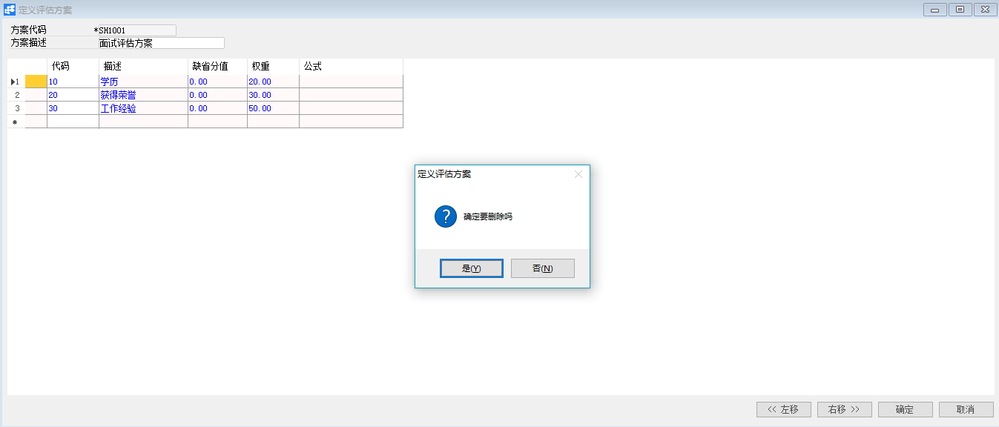 定义评估方案
方案代码 *SH1001
方案描述 面试评估方案
代码 描述 缺省分值 权重 公式
1 10 学历 0.00 20.00
2 20 获得荣誉 0.00 30.00
3 30 工作经验 0.00 50.00
*
定义评估方案
? 确定要删除吗
是(Y) 否(N)
<< 左移 右移 >> 确定 取消